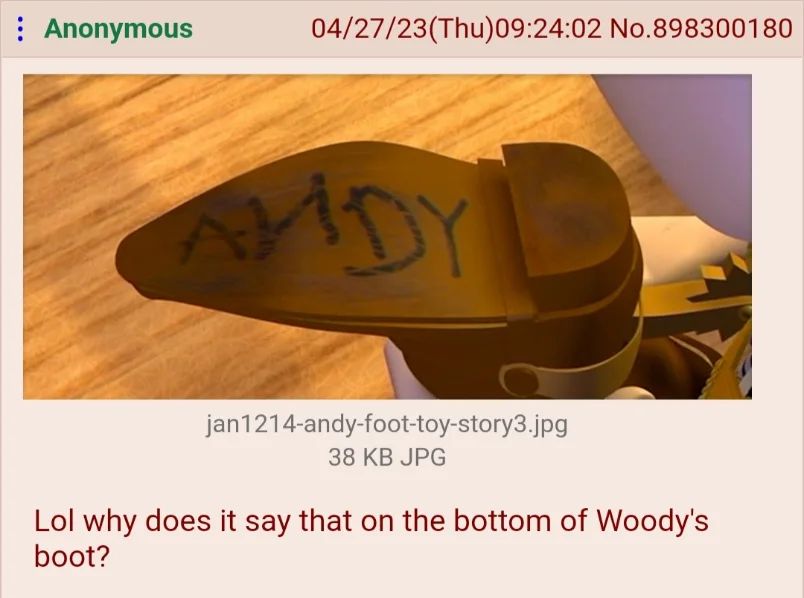 Anonymous 04/27/23(Thu)09:24:02 No.898300180
ANDY
jan1214-andy-foot-toy-story3.jpg
38 KB JPG
Lol why does it say that on the bottom of Woody's
boot?